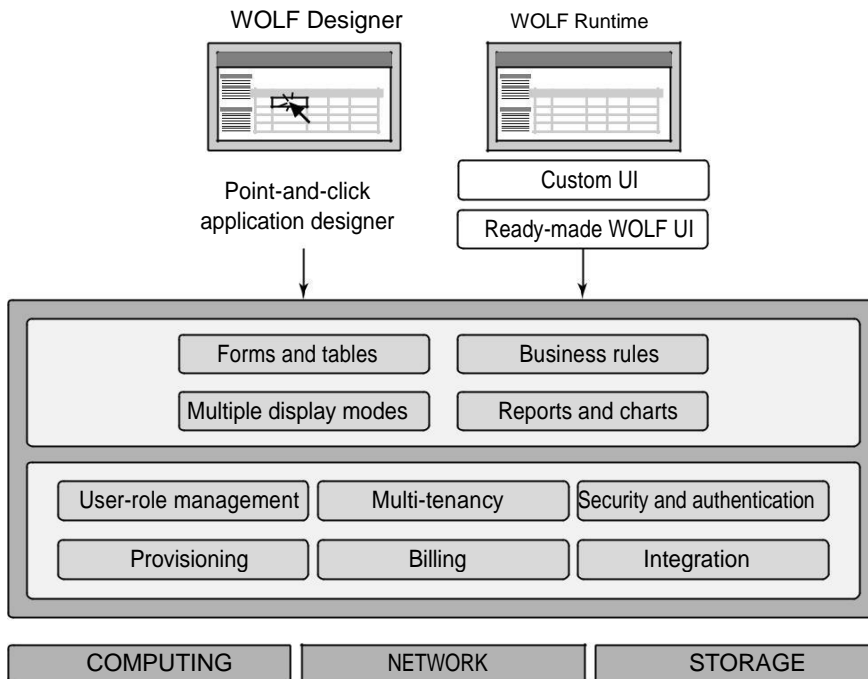 WOLF Designer
WOLF Runtime
Point-and-click
application designer
Custom UI
Ready-made WOLF UI
Forms and tables
Business rules
Multiple display modes
Reports and charts
User-role management
Multi-tenancy
Security and authentication
Provisioning
Billing
Integration
COMPUTING
NETWORK
STORAGE